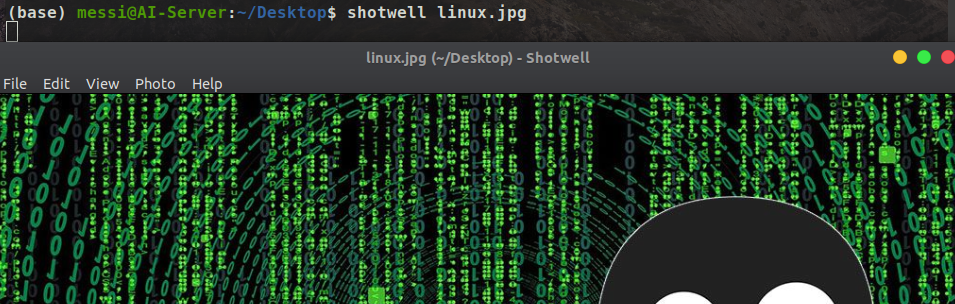 (base) messi@AI-Server:~/Desktop$ shotwell linux.jpg
linux.jpg (~/Desktop) - Shotwell
File Edit View Photo Help